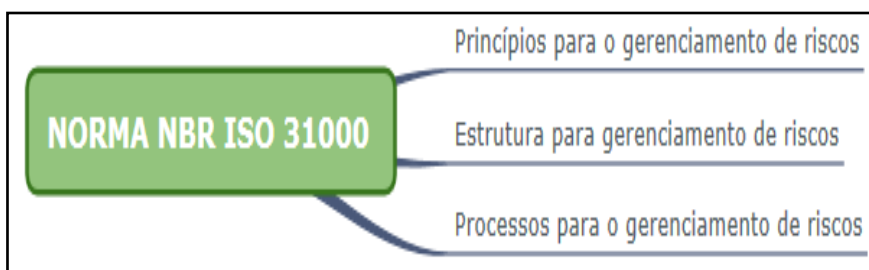 Princípios para o gerenciamento de riscos
NORMA NBR ISO 31000
Estrutura para gerenciamento de riscos
Processos para o gerenciamento de riscos